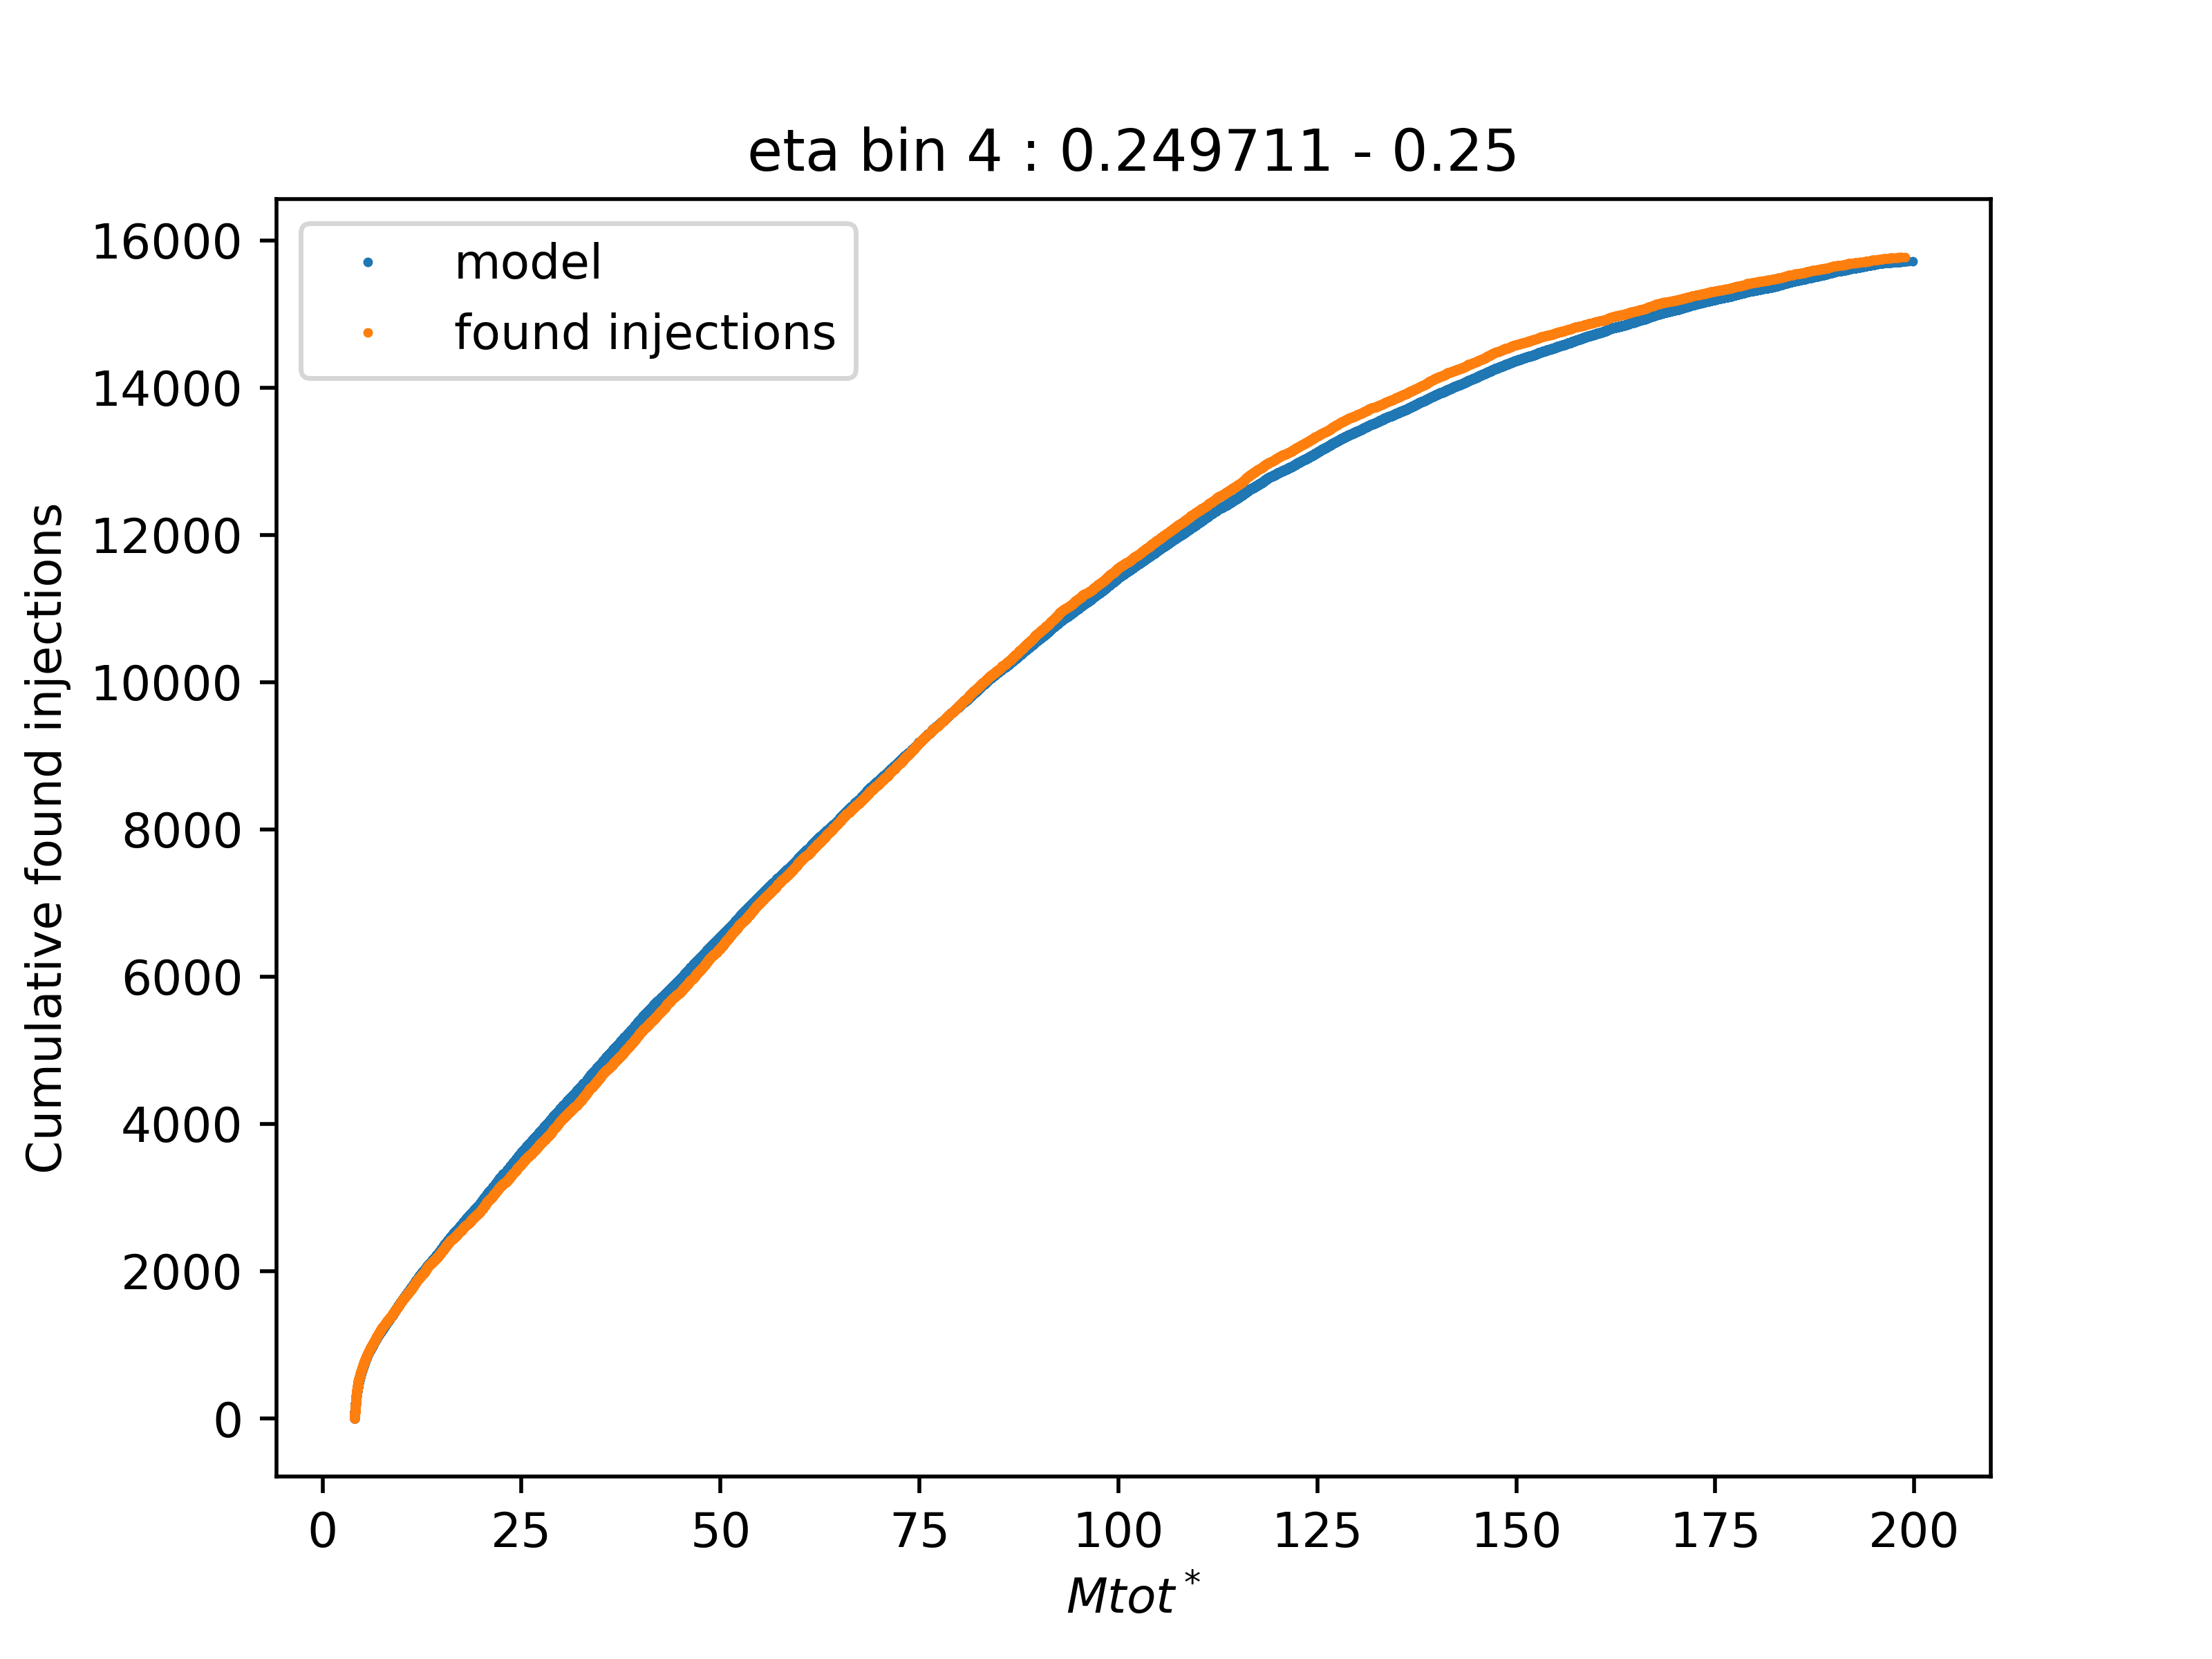 eta bin 4 : 0.249711 - 0.25
model
found injections
Cumulative found injections
16000
14000
12000
10000
8000
6000
4000
2000
0
0 25 50 75 100 125 150 175 200
Mtot*